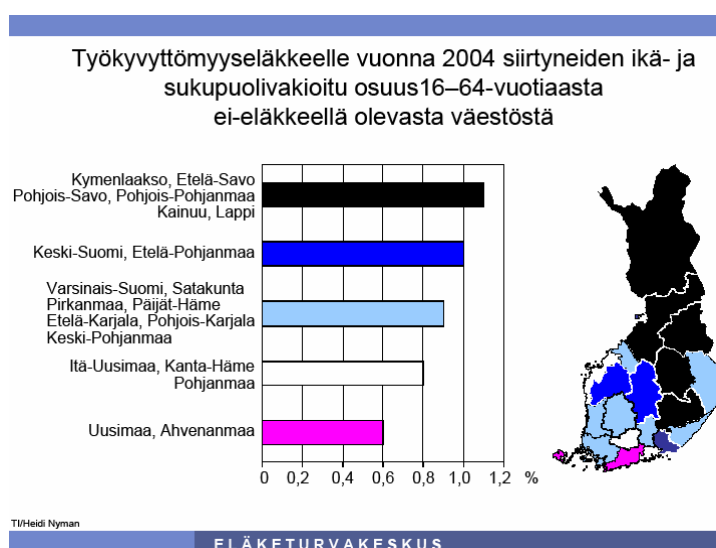 Työkyvyttömyyseläkkeelle vuonna 2004 siirtyneiden ikä- ja
sukupuolivakioitu osuus16–64-vuotiaasta
ei-eläkkeellä olevasta väestöstä
Kymenlaakso, Etelä-Savo
Pohjois-Savo, Pohjois-Pohjanmaa
Kainuu, Lappi
Keski-Suomi, Etelä-Pohjanmaa
Varsinais-Suomi, Satakunta
Pirkanmaa, Päijät-Häme
Etelä-Karjala, Pohjois-Karjala
Keski-Pohjanmaa
Itä-Uusimaa, Kanta-Häme
Pohjanmaa
Uusimaa, Ahvenanmaa
0 0,2 0,4 0,6 0,8 1,0 1,2 %
TI/Heidi Nyman
ELÄKETURVAKESKUS